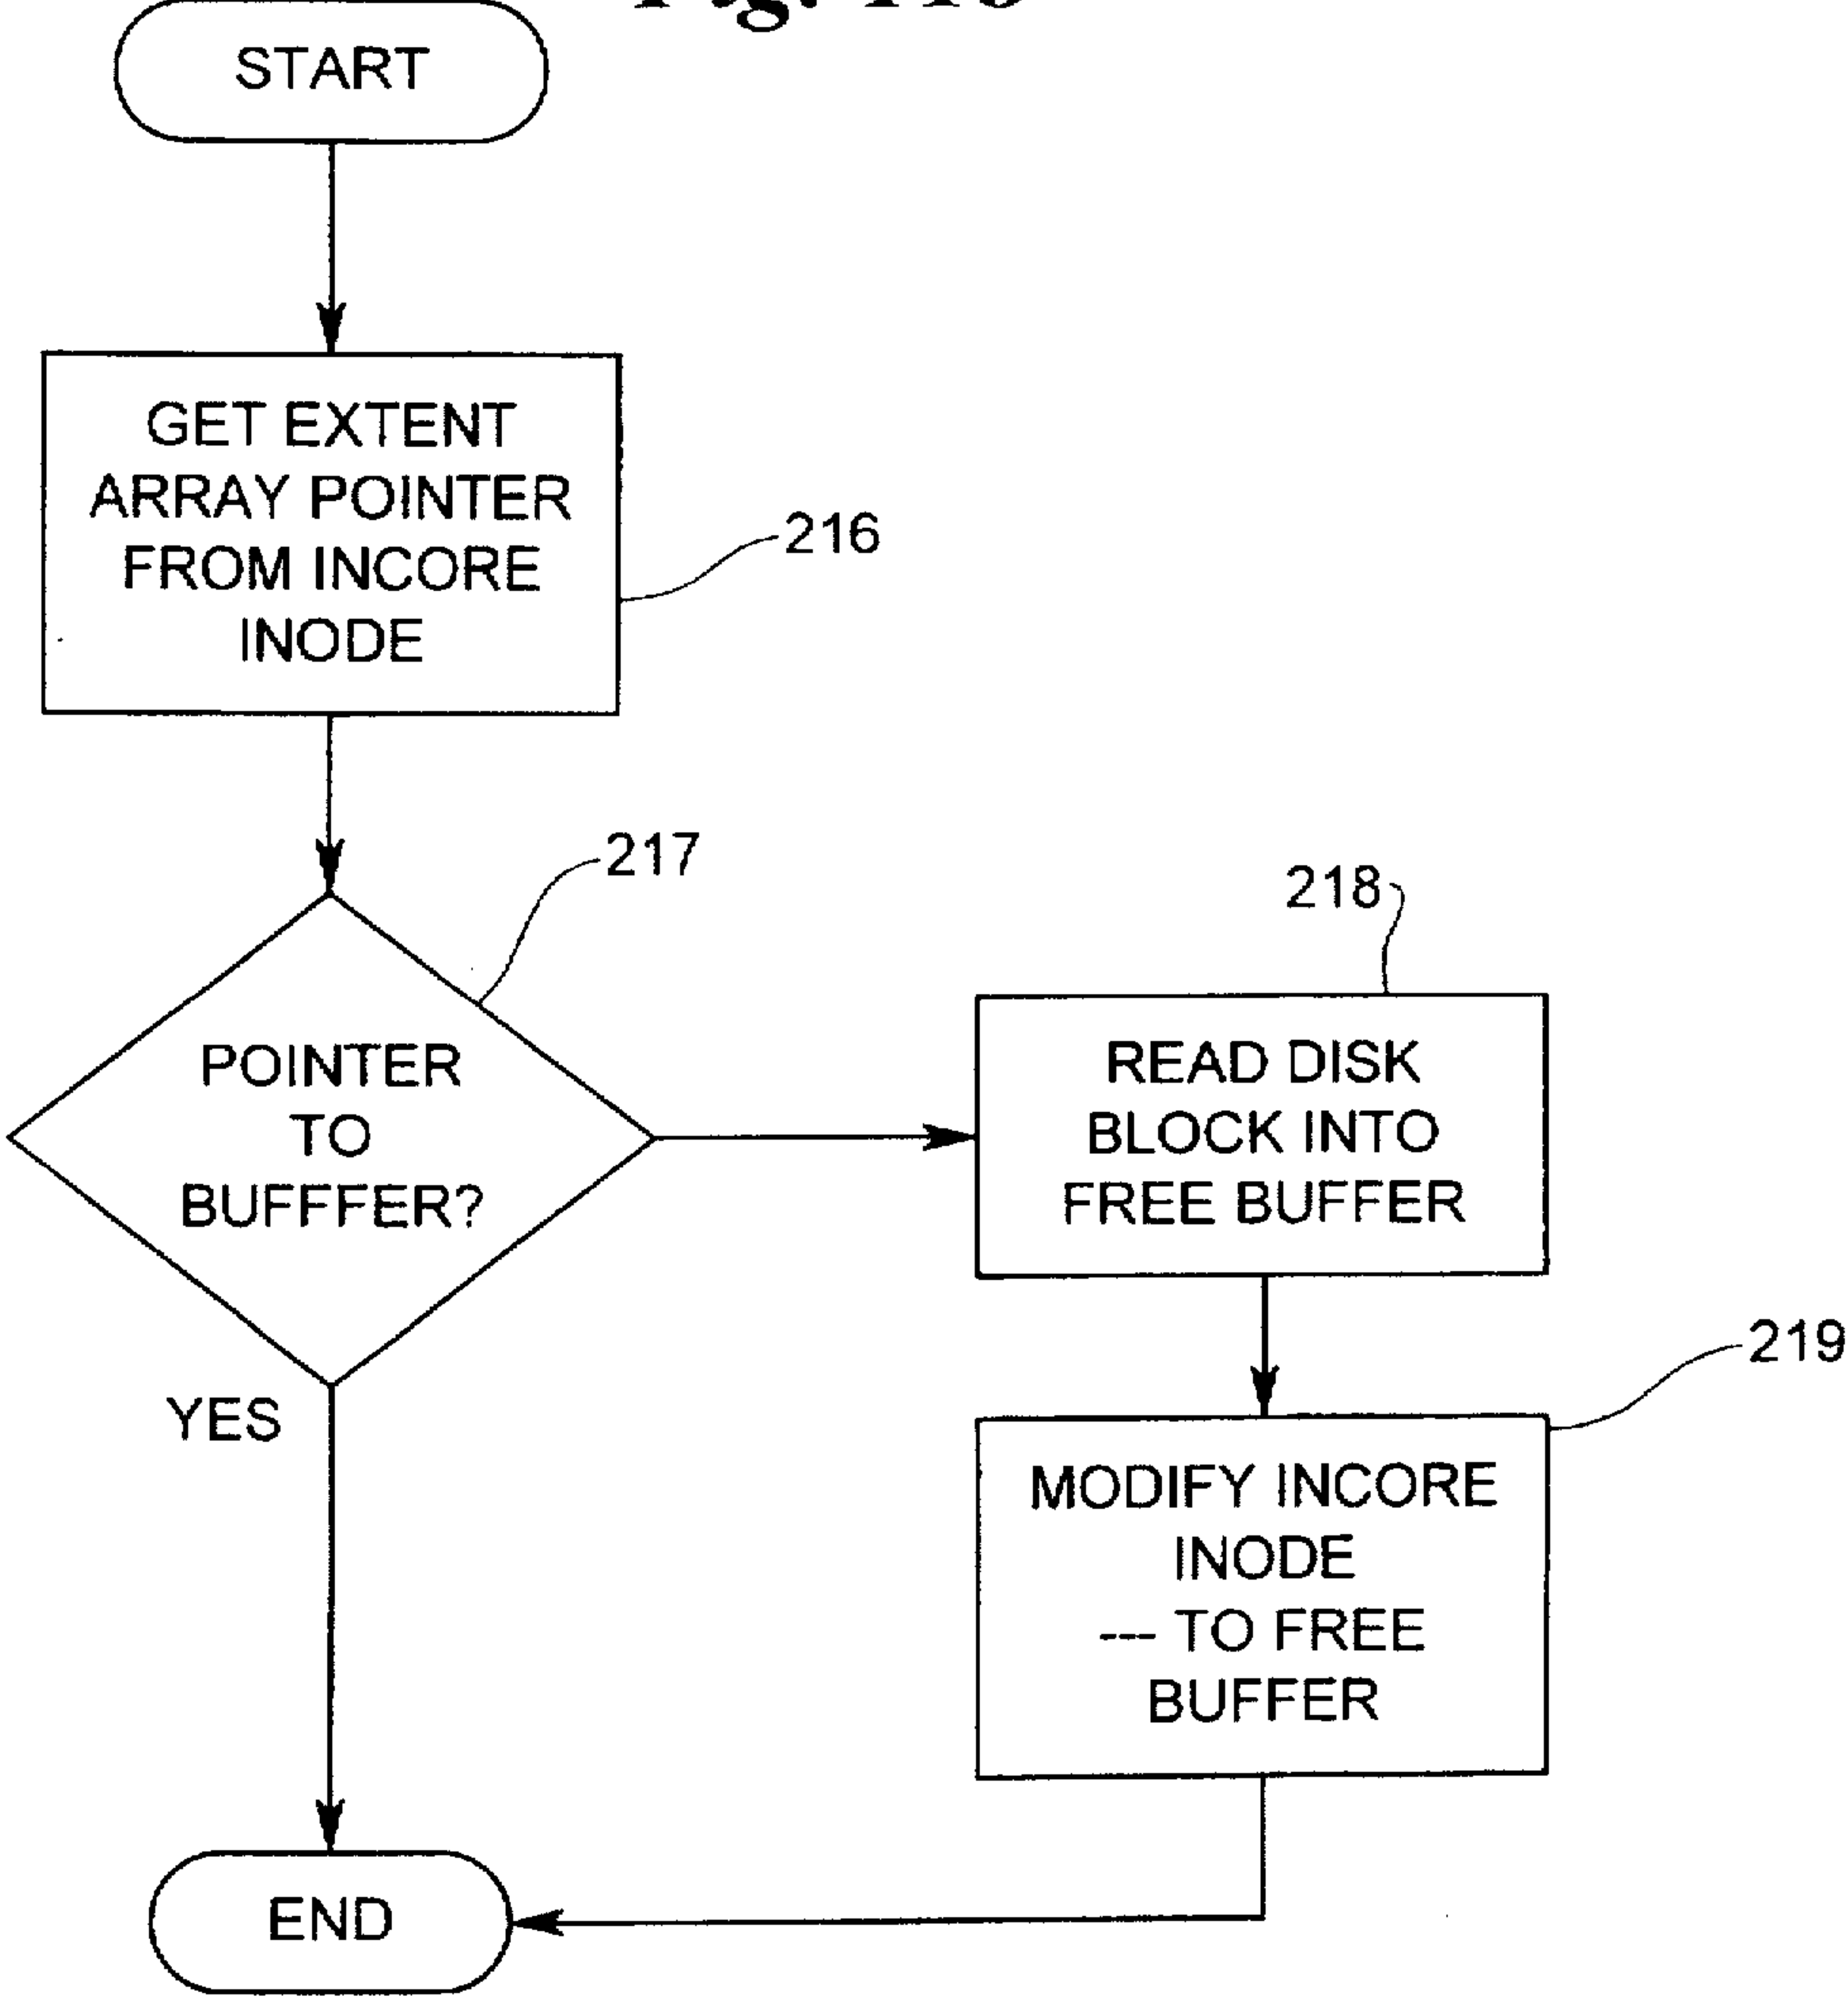 START
GET EXTENT
ARRAY POINTER
FROM INCORE
INODE
216
217
POINTER
TO
BUFFFER?
YES
218
READ DISK
BLOCK INTO
FREE BUFFER
219
MODIFY INCORE
INODE
--- TO FREE
BUFFER
END